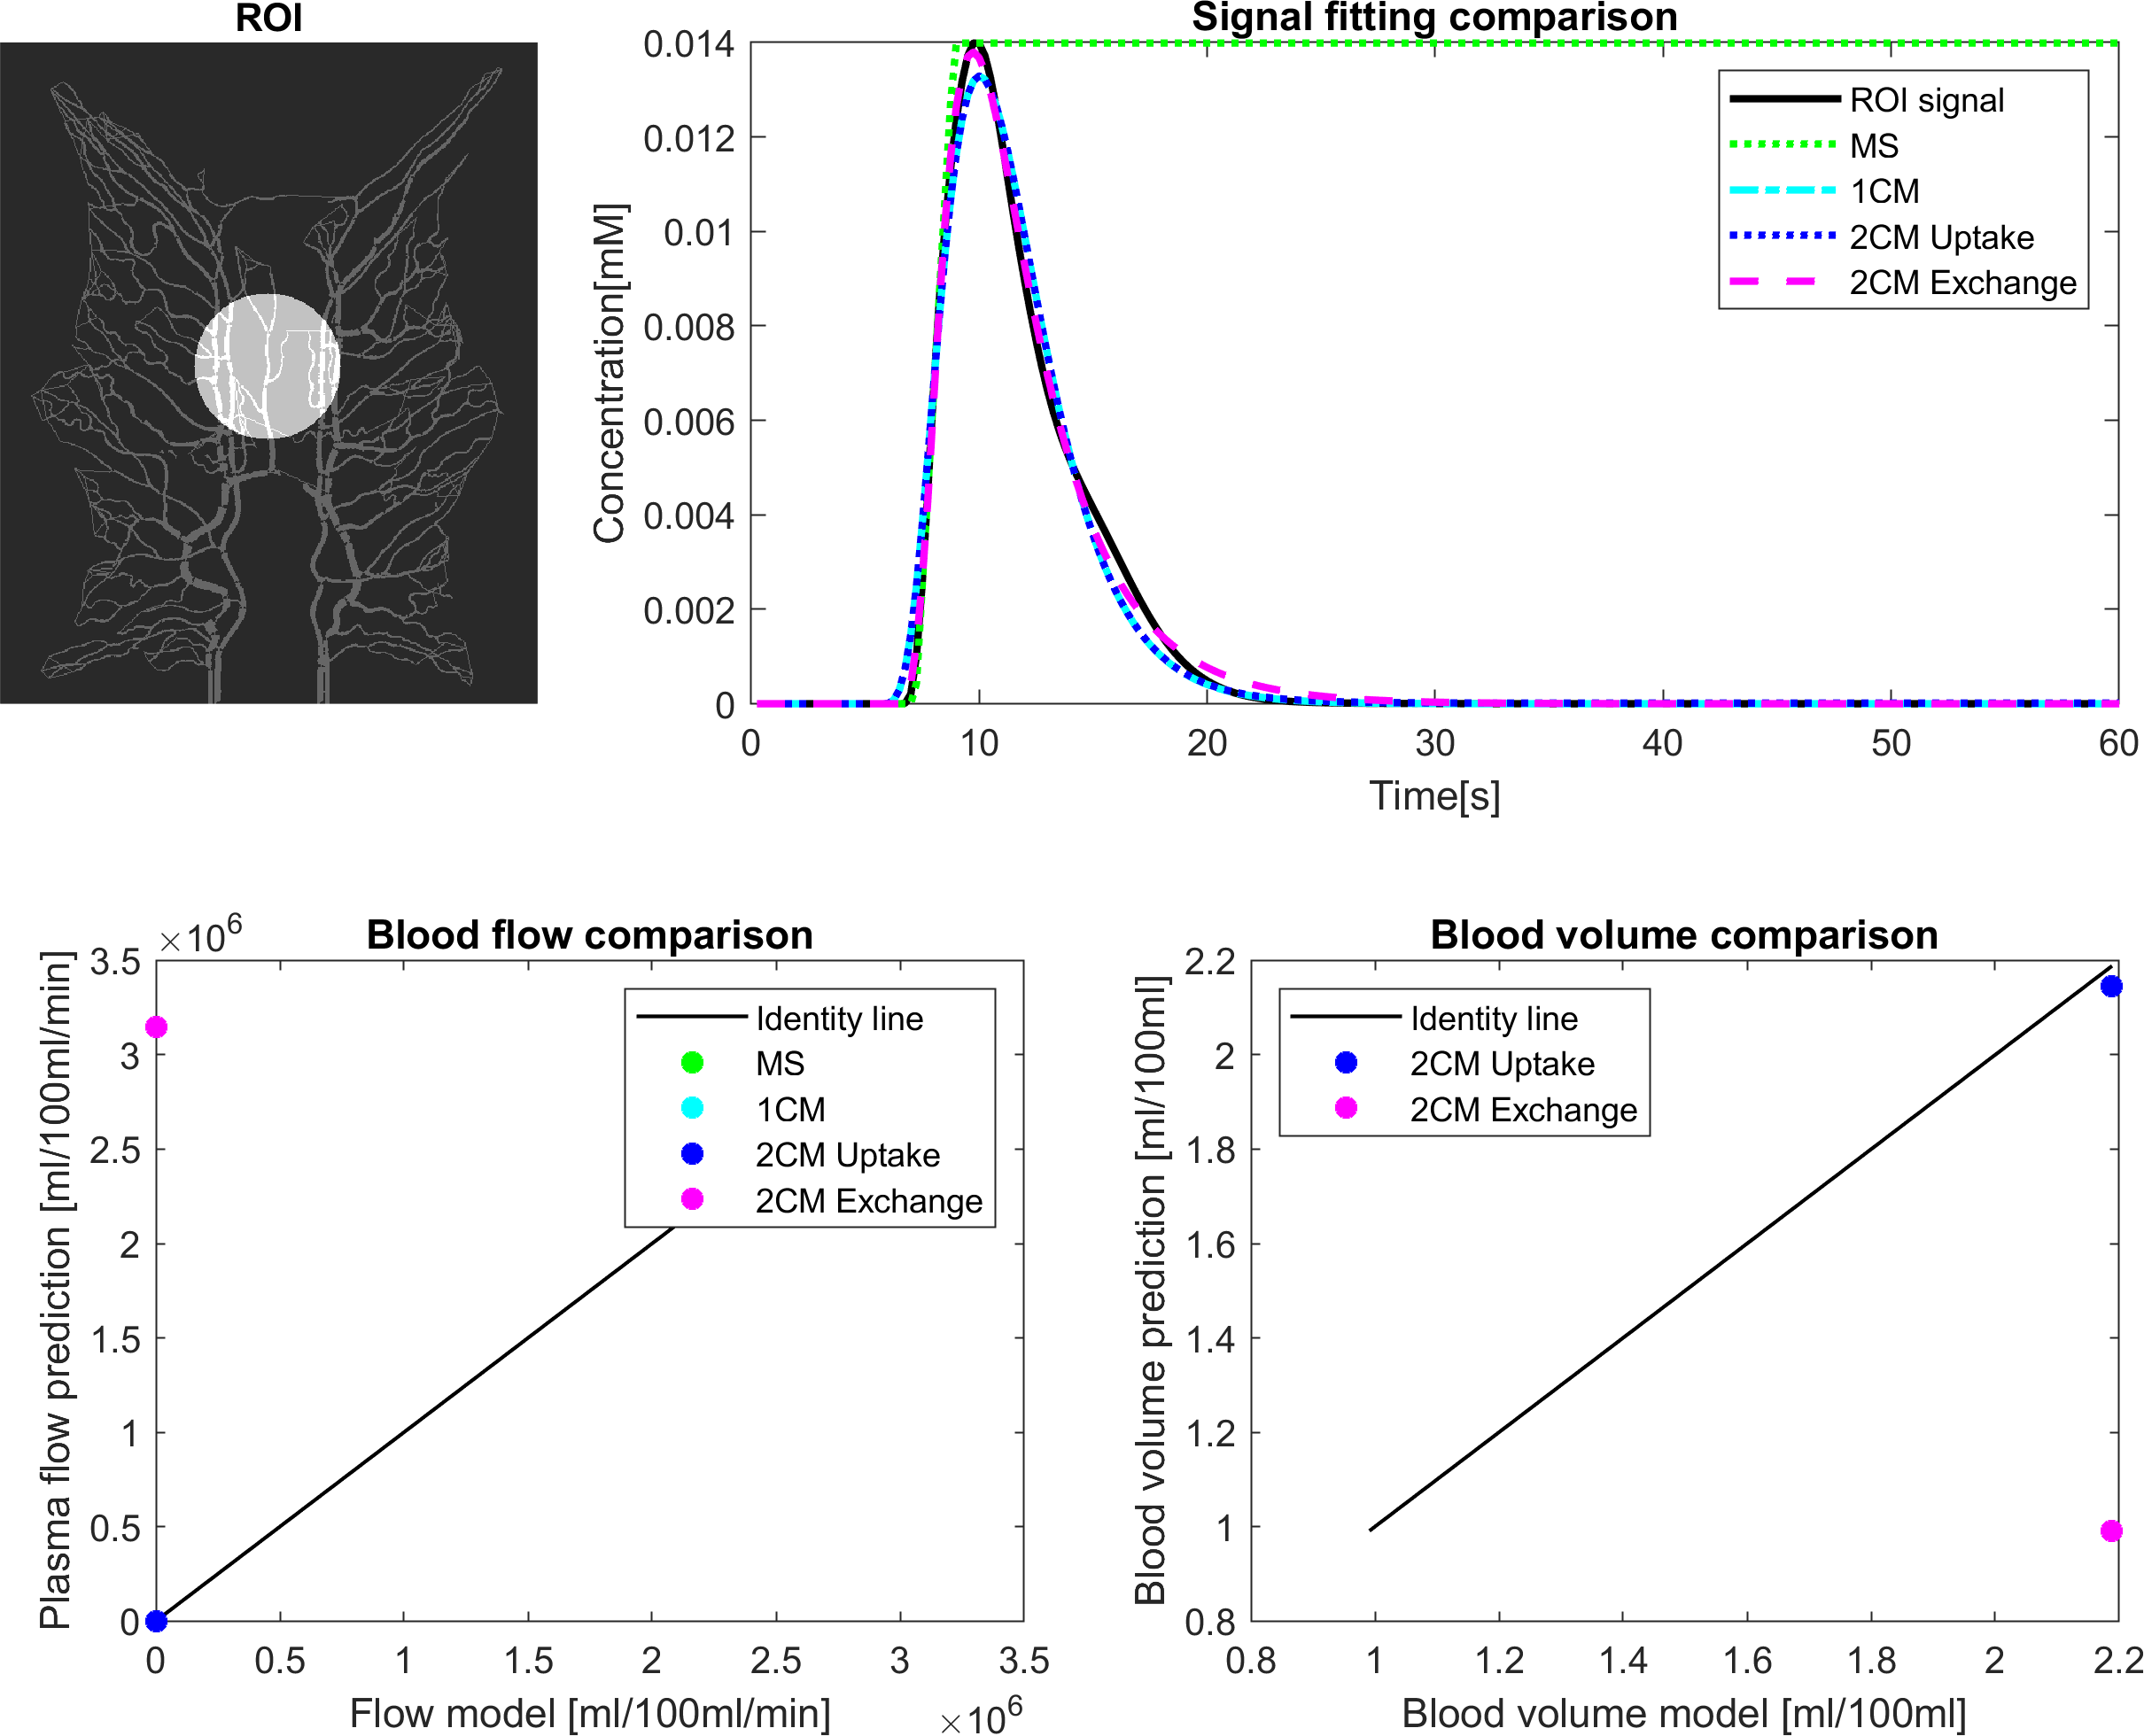 ROI
Signal fitting comparison
0.014
0.012
0.01
0.008
0.006
0.004
0.002
0
Concentration[mM]
0 10 20 30 40 50 60
Time[s]
ROI signal
MS
1CM
2CM Uptake
2CM Exchange
Blood flow comparison
×10⁶
3.5
3
2.5
2
1.5
1
0.5
0
Plasma flow prediction [ml/100ml/min]
0 0.5 1 1.5 2 2.5 3 3.5
Flow model [ml/100ml/min]
×10⁶
Identity line
MS
1CM
2CM Uptake
2CM Exchange
Blood volume comparison
2.2
2
1.8
1.6
1.4
1.2
1
0.8
Blood volume prediction [ml/100ml]
0.8 1 1.2 1.4 1.6 1.8 2 2.2
Blood volume model [ml/100ml]
Identity line
2CM Uptake
2CM Exchange